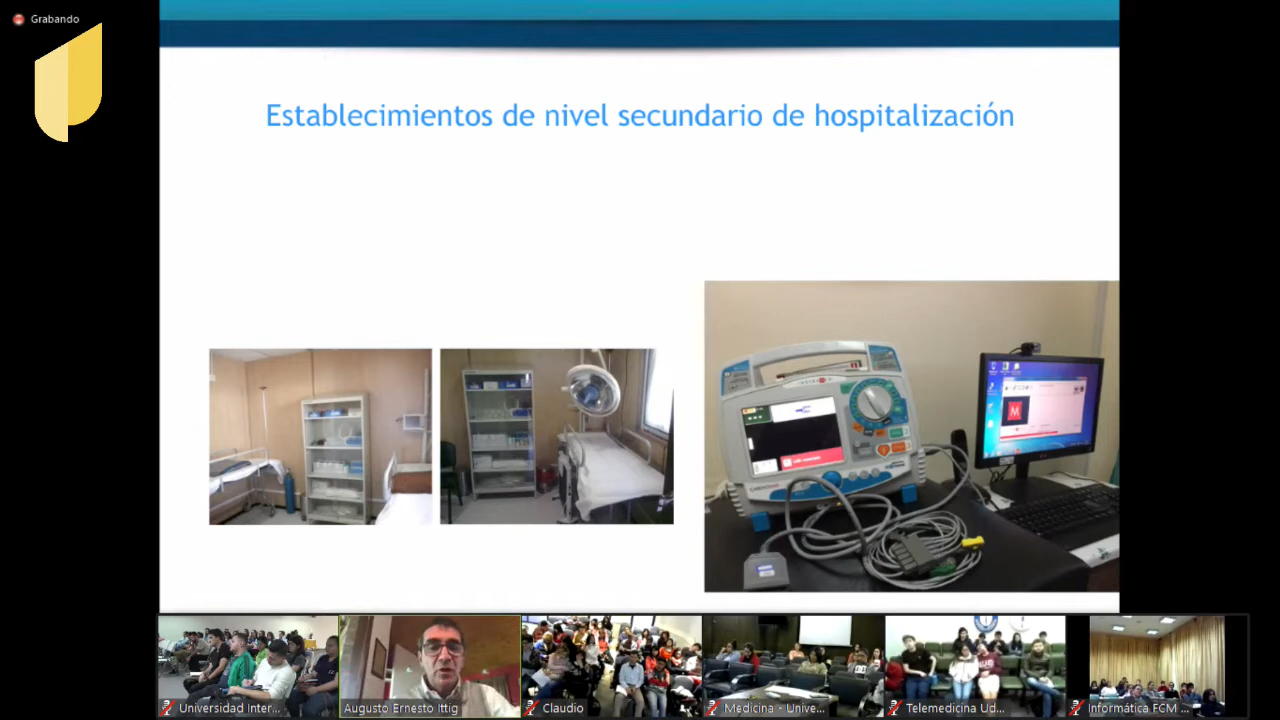 Grabando
Establecimientos de nivel secundario de hospitalización
M
Universidad Inter...
Augusto Ernesto Ittig
Claudio
Medicina - Unive...
Telemedicina Ud...
Informática FCM ...